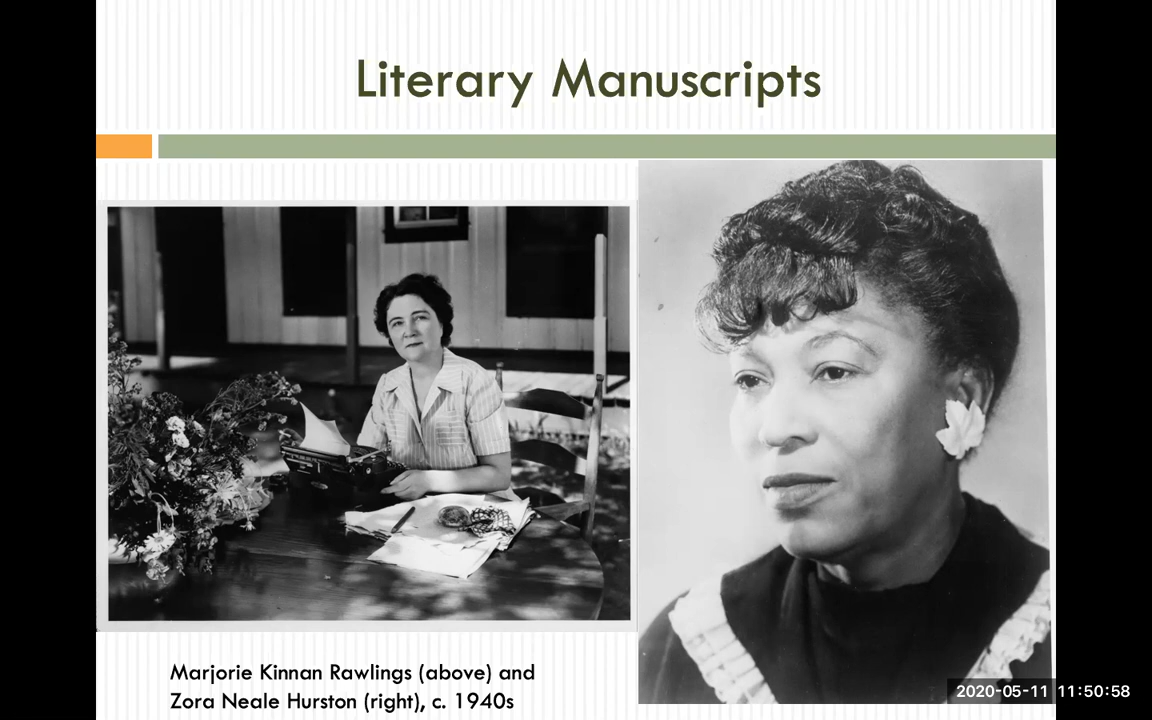 Literary Manuscripts
Marjorie Kinnan Rawlings (above) and
Zora Neale Hurston (right), c. 1940s
2020-05-11 11:50:58